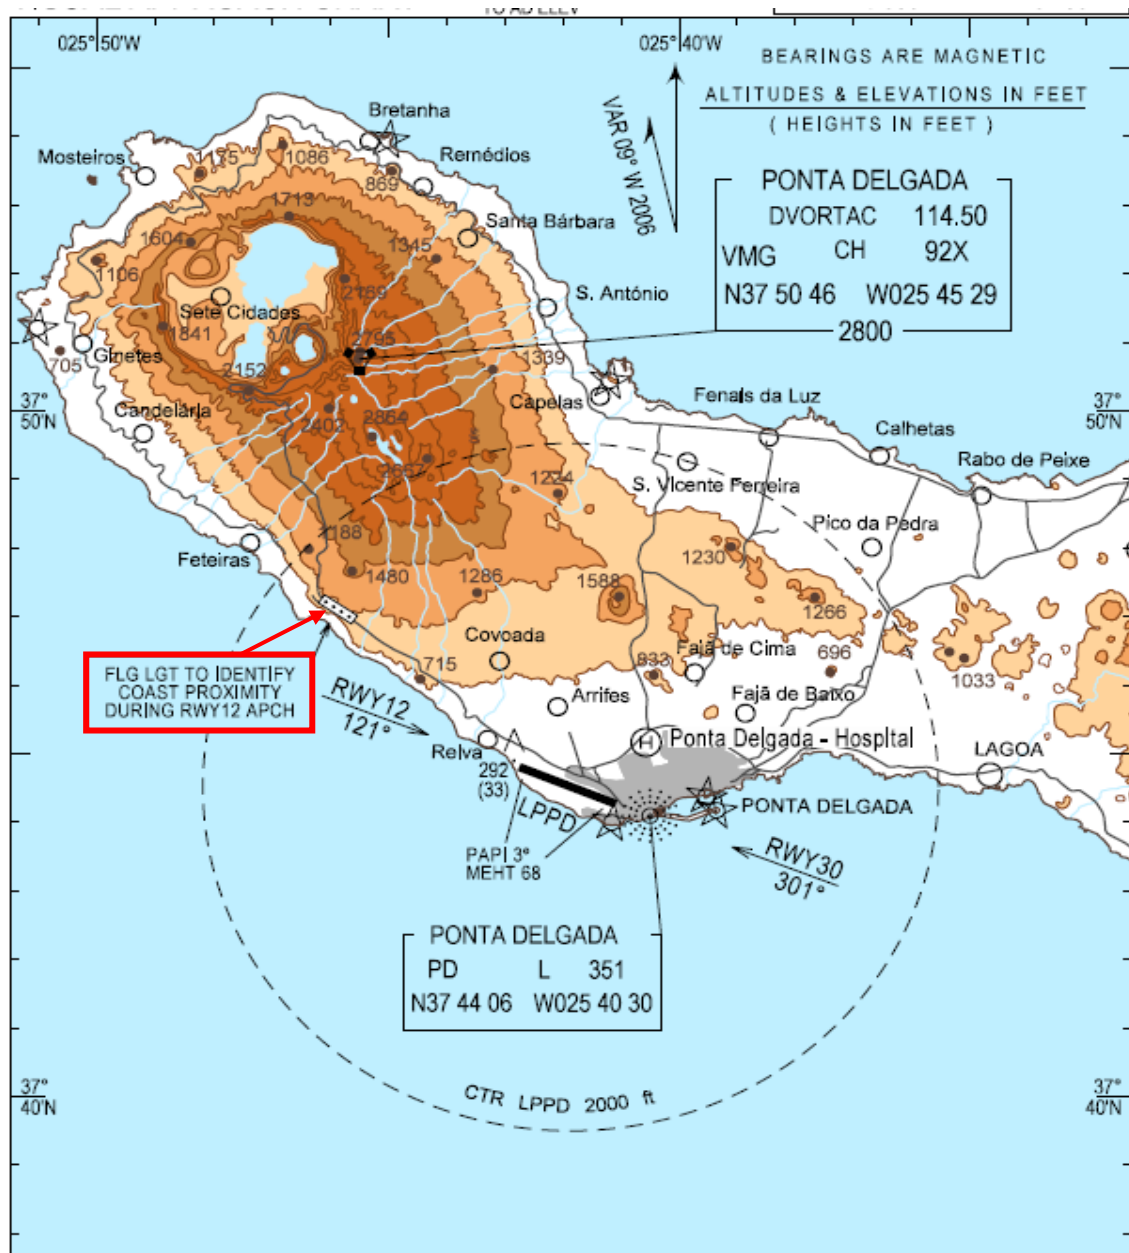 TO AD ELEV
025°50'W
025°40'W
BEARINGS ARE MAGNETIC
ALTITUDES & ELEVATIONS IN FEET
( HEIGHTS IN FEET )
VAR 09° W 2006
PONTA DELGADA
DVORTAC 114.50
VMG CH 92X
N37 50 46 W025 45 29
2800
Bretanha
Mosteiros
1175
1086
Remédios
869
1713
Santa Bárbara
1604
1345
1106
2169
S. António
Sete Cidades
1841
2795
Ginetes
705
2152
1339
Fenais da Luz
Capelas
37°
50'N
37°
50'N
Candelária
2402
2864
Calhetas
2657
Rabo de Peixe
1224
S. Vicente Ferreira
Pico da Pedra
1188
1230
Feteiras
1480
1286
1588
1266
Covoada
Fajã de Cima
FLG LGT TO IDENTIFY
COAST PROXIMITY
DURING RWY12 APCH
715
833
696
1033
RWY12
121°
Arrifes
Fajã de Baixo
Relva
H
Ponta Delgada - Hospital
LAGOA
292
(33)
LPPD
PONTA DELGADA
PAPI 3°
MEHT 68
RWY30
301°
PONTA DELGADA
PD L 351
N37 44 06 W025 40 30
CTR LPPD 2000 ft
37°
40'N
37°
40'N